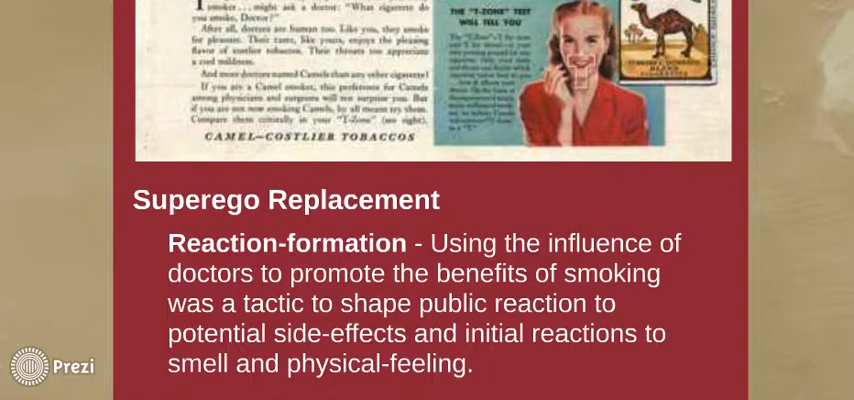 smoker... might ask a doctor: "What cigarette do
you smoke, Doctor?"
After all, doctors are human too. Like you, they smoke
for pleasure. Their taste, like yours, enjoys the pleasing
flavor of costlier tobaccos. Their throats too appreciate
a cool mildness.
And more doctors named Camels than any other cigarette!
If you are a Camel smoker, this preference for Camels
among physicians and surgeons will not surprise you. But
if you are not now smoking Camels, by all means try them.
Compare them critically in your "T-Zone" (see right).
CAMEL—COSTLIER TOBACCOS
THE "T-ZONE" TEST
WILL TELL YOU
Superego Replacement
Reaction-formation - Using the influence of
doctors to promote the benefits of smoking
was a tactic to shape public reaction to
potential side-effects and initial reactions to
smell and physical-feeling.
Prezi